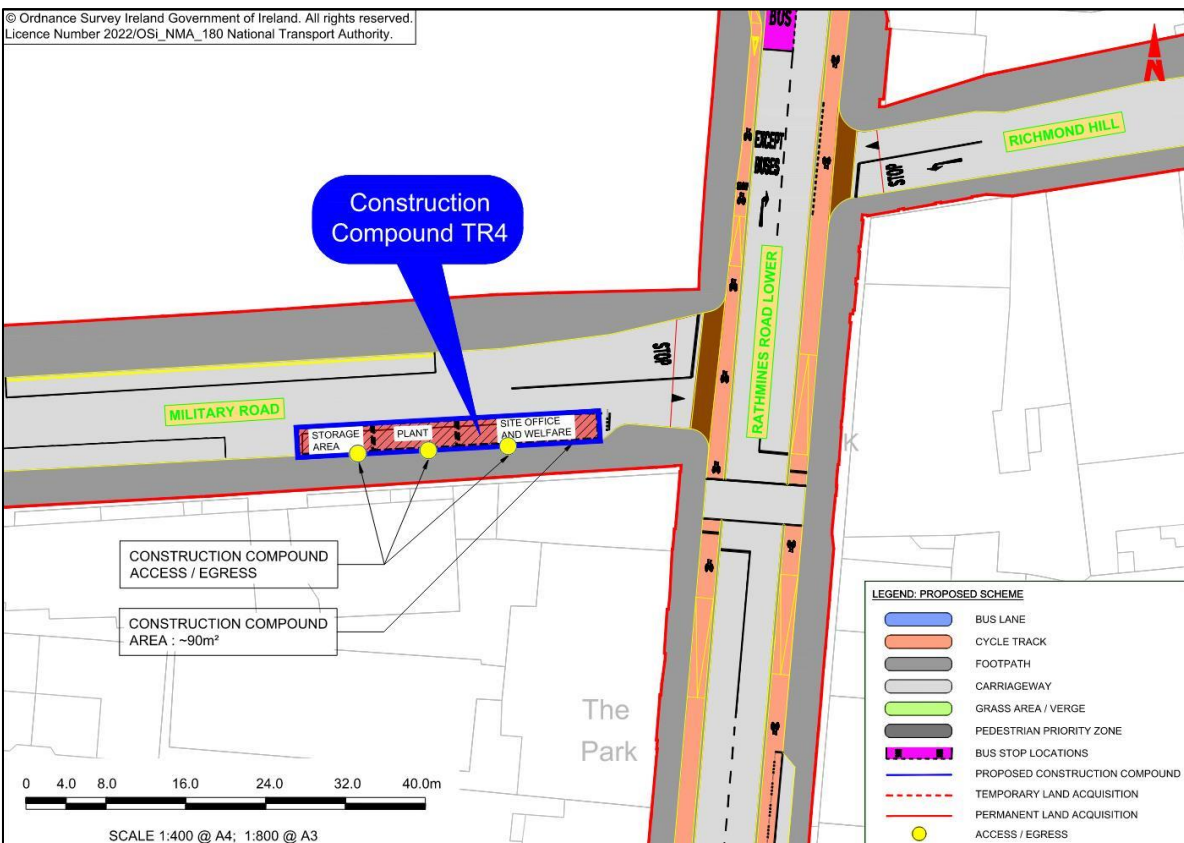 © Ordnance Survey Ireland Government of Ireland. All rights reserved.
Licence Number 2022/OSi_NMA_180 National Transport Authority.
BUS
N
RICHMOND HILL
STOP
EXCEPT
BUSES
Construction
Compound TR4
RATHMINES ROAD LOWER
STOP
MILITARY ROAD
STORAGE
AREA
PLANT
SITE OFFICE
AND WELFARE
K
CONSTRUCTION COMPOUND
ACCESS / EGRESS
CONSTRUCTION COMPOUND
AREA : ~90m²
The
Park
LEGEND: PROPOSED SCHEME
BUS LANE
CYCLE TRACK
FOOTPATH
CARRIAGEWAY
GRASS AREA / VERGE
PEDESTRIAN PRIORITY ZONE
BUS STOP LOCATIONS
PROPOSED CONSTRUCTION COMPOUND
TEMPORARY LAND ACQUISITION
PERMANENT LAND ACQUISITION
ACCESS / EGRESS
0 4.0 8.0 16.0 24.0 32.0 40.0m
SCALE 1:400 @ A4; 1:800 @ A3